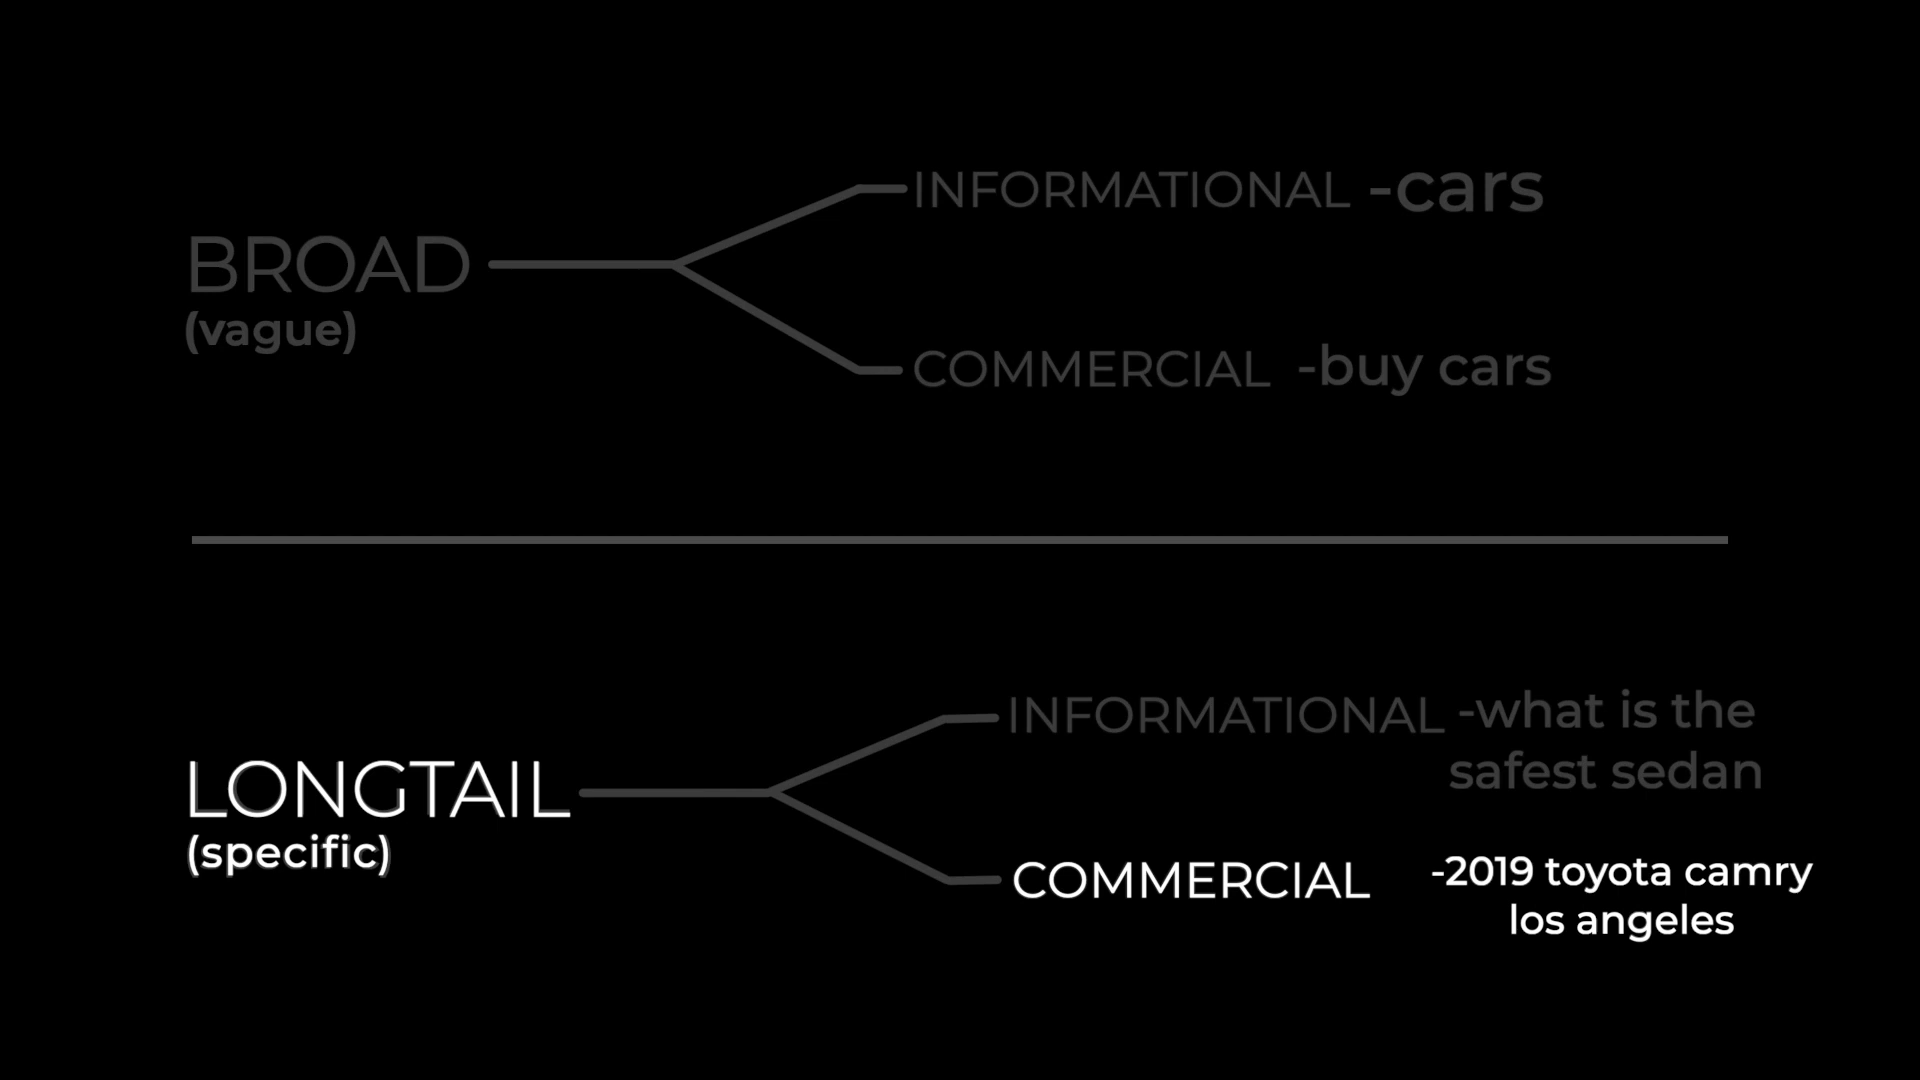 INFORMATIONAL -cars
BROAD
(vague)
COMMERCIAL -buy cars
INFORMATIONAL -what is the
safest sedan
LONGTAIL
(specific)
COMMERCIAL -2019 toyota camry
los angeles